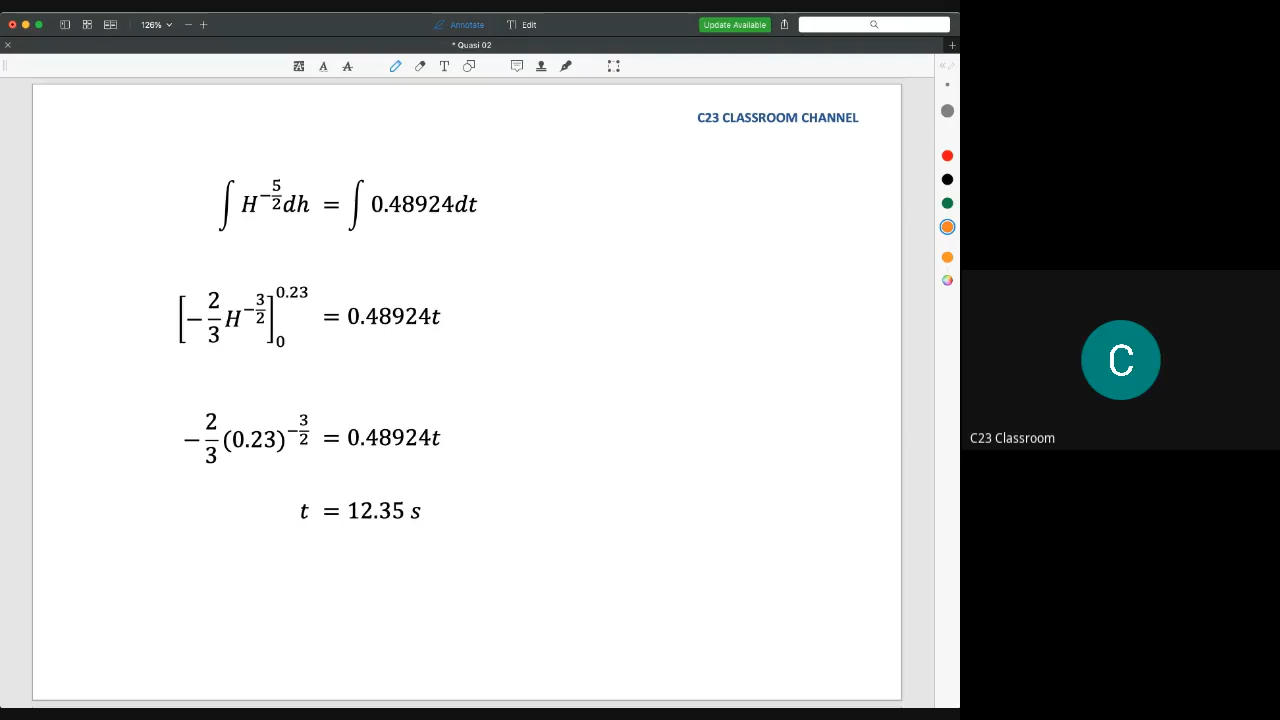 126%
Annotate
Edit
Update Available
* Quasi 02
C23 CLASSROOM CHANNEL
∫ H^{-5/2} dh = ∫ 0.48924dt
[-2/3 H^{-3/2}]_0^{0.23} = 0.48924t
-2/3 (0.23)^{-3/2} = 0.48924t
t = 12.35 s
C
C23 Classroom